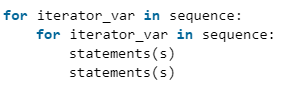 for iterator_var in sequence:
    for iterator_var in sequence:
        statements(s)
        statements(s)